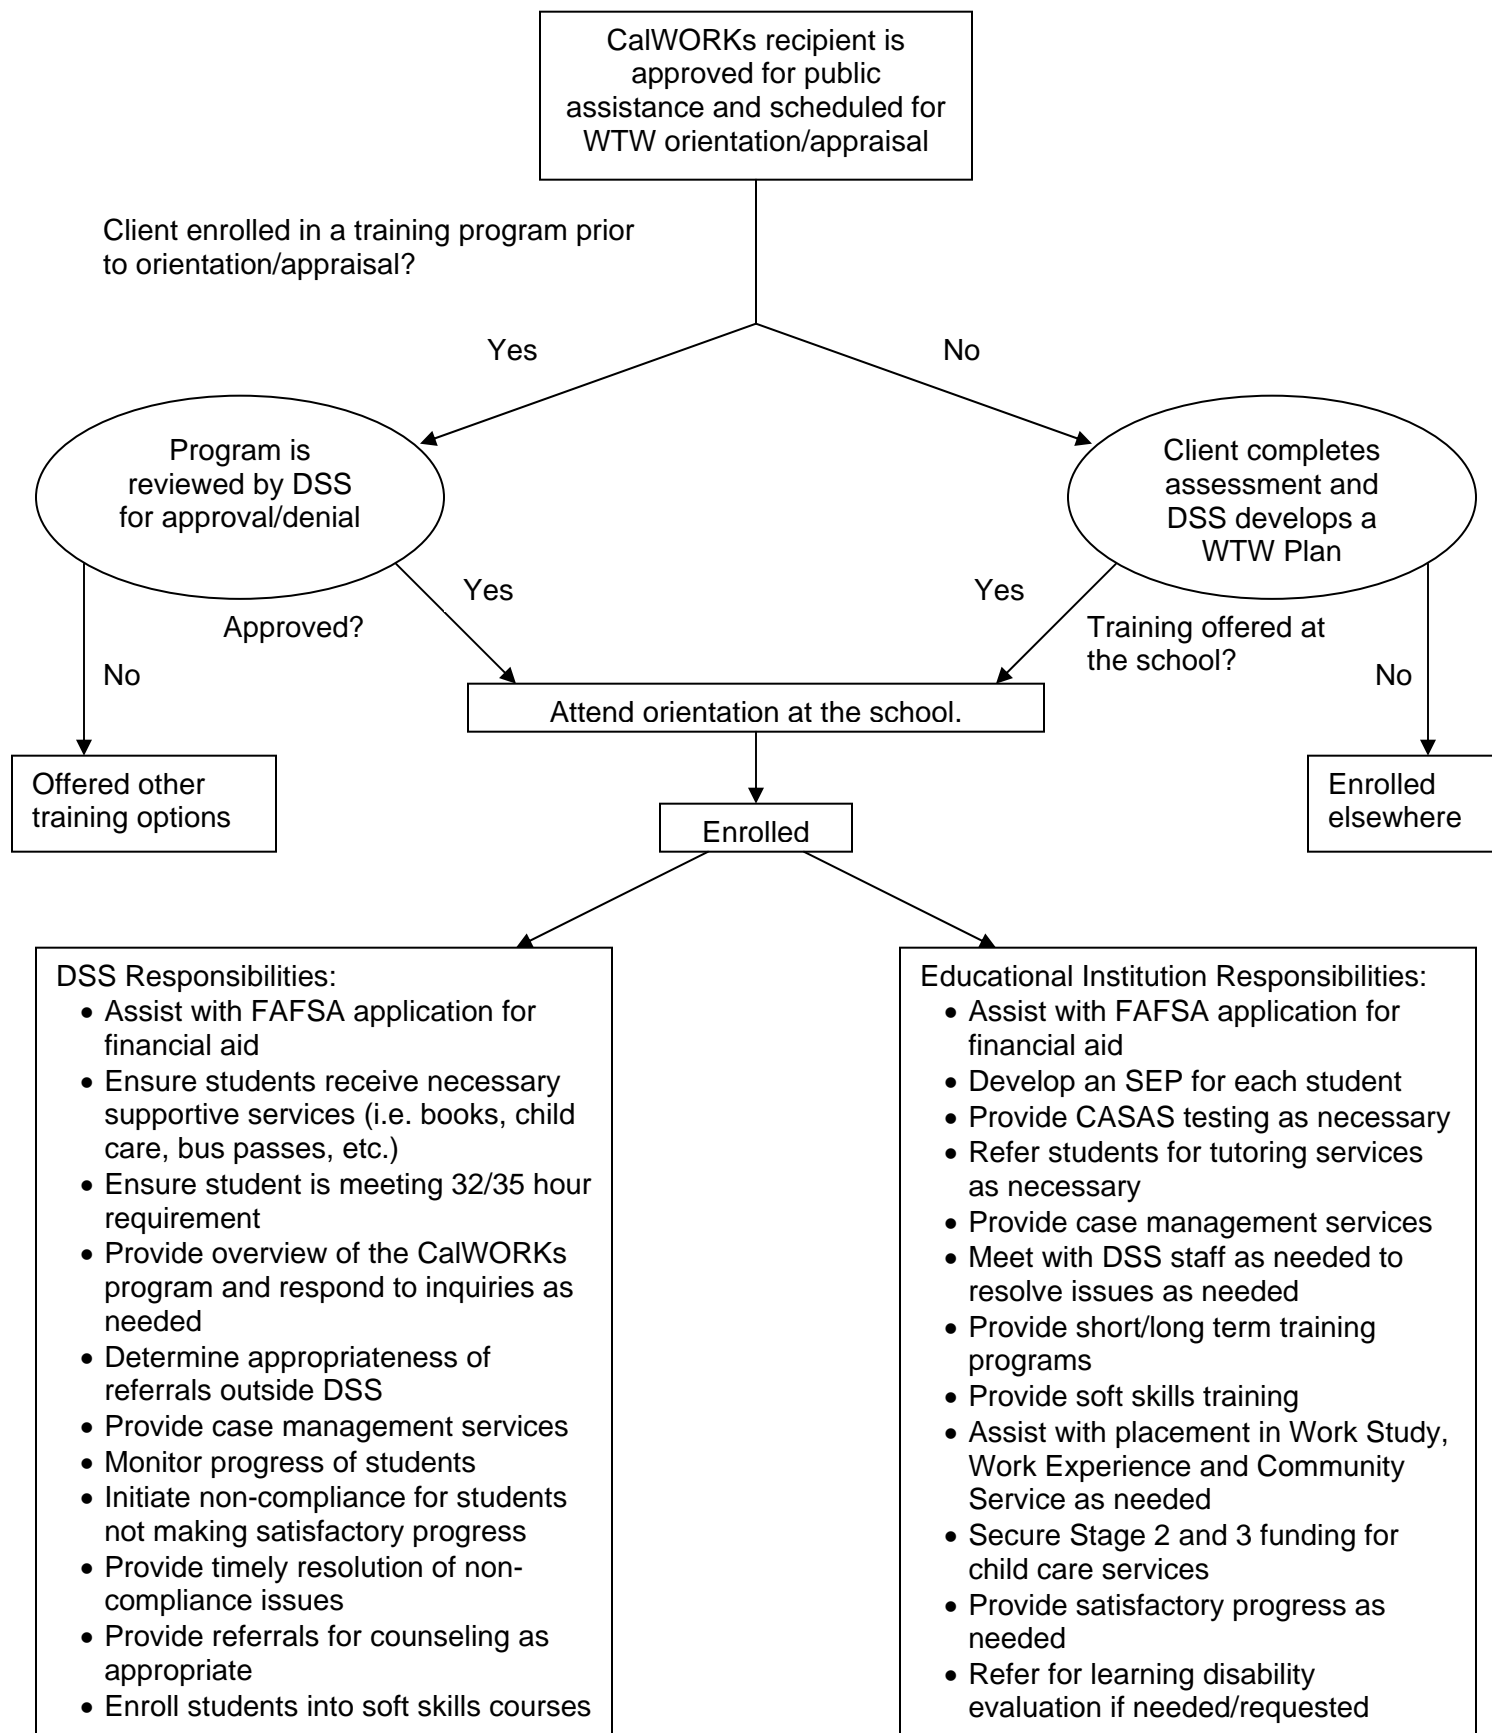 CalWORKs recipient is
approved for public
assistance and scheduled for
WTW orientation/appraisal
Client enrolled in a training program prior
to orientation/appraisal?
Yes
No
Program is
reviewed by DSS
for approval/denial
Client completes
assessment and
DSS develops a
WTW Plan
Yes
Yes
Approved?
Training offered at
the school?
No
No
Attend orientation at the school.
Offered other
training options
Enrolled
Enrolled
elsewhere
DSS Responsibilities:
• Assist with FAFSA application for
financial aid
• Ensure students receive necessary
supportive services (i.e. books, child
care, bus passes, etc.)
• Ensure student is meeting 32/35 hour
requirement
• Provide overview of the CalWORKs
program and respond to inquiries as
needed
• Determine appropriateness of
referrals outside DSS
• Provide case management services
• Monitor progress of students
• Initiate non-compliance for students
not making satisfactory progress
• Provide timely resolution of non-
compliance issues
• Provide referrals for counseling as
appropriate
• Enroll students into soft skills courses
Educational Institution Responsibilities:
• Assist with FAFSA application for
financial aid
• Develop an SEP for each student
• Provide CASAS testing as necessary
• Refer students for tutoring services
as necessary
• Provide case management services
• Meet with DSS staff as needed to
resolve issues as needed
• Provide short/long term training
programs
• Provide soft skills training
• Assist with placement in Work Study,
Work Experience and Community
Service as needed
• Secure Stage 2 and 3 funding for
child care services
• Provide satisfactory progress as
needed
• Refer for learning disability
evaluation if needed/requested